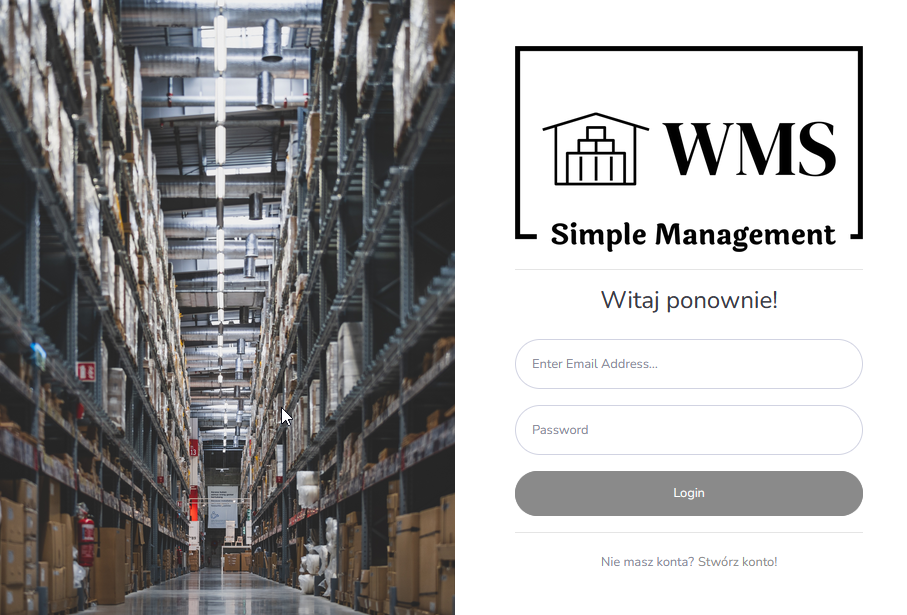 WMS
Simple Management
Witaj ponownie!
Enter Email Address...
Password
Login
Nie masz konta? Stwórz konto!